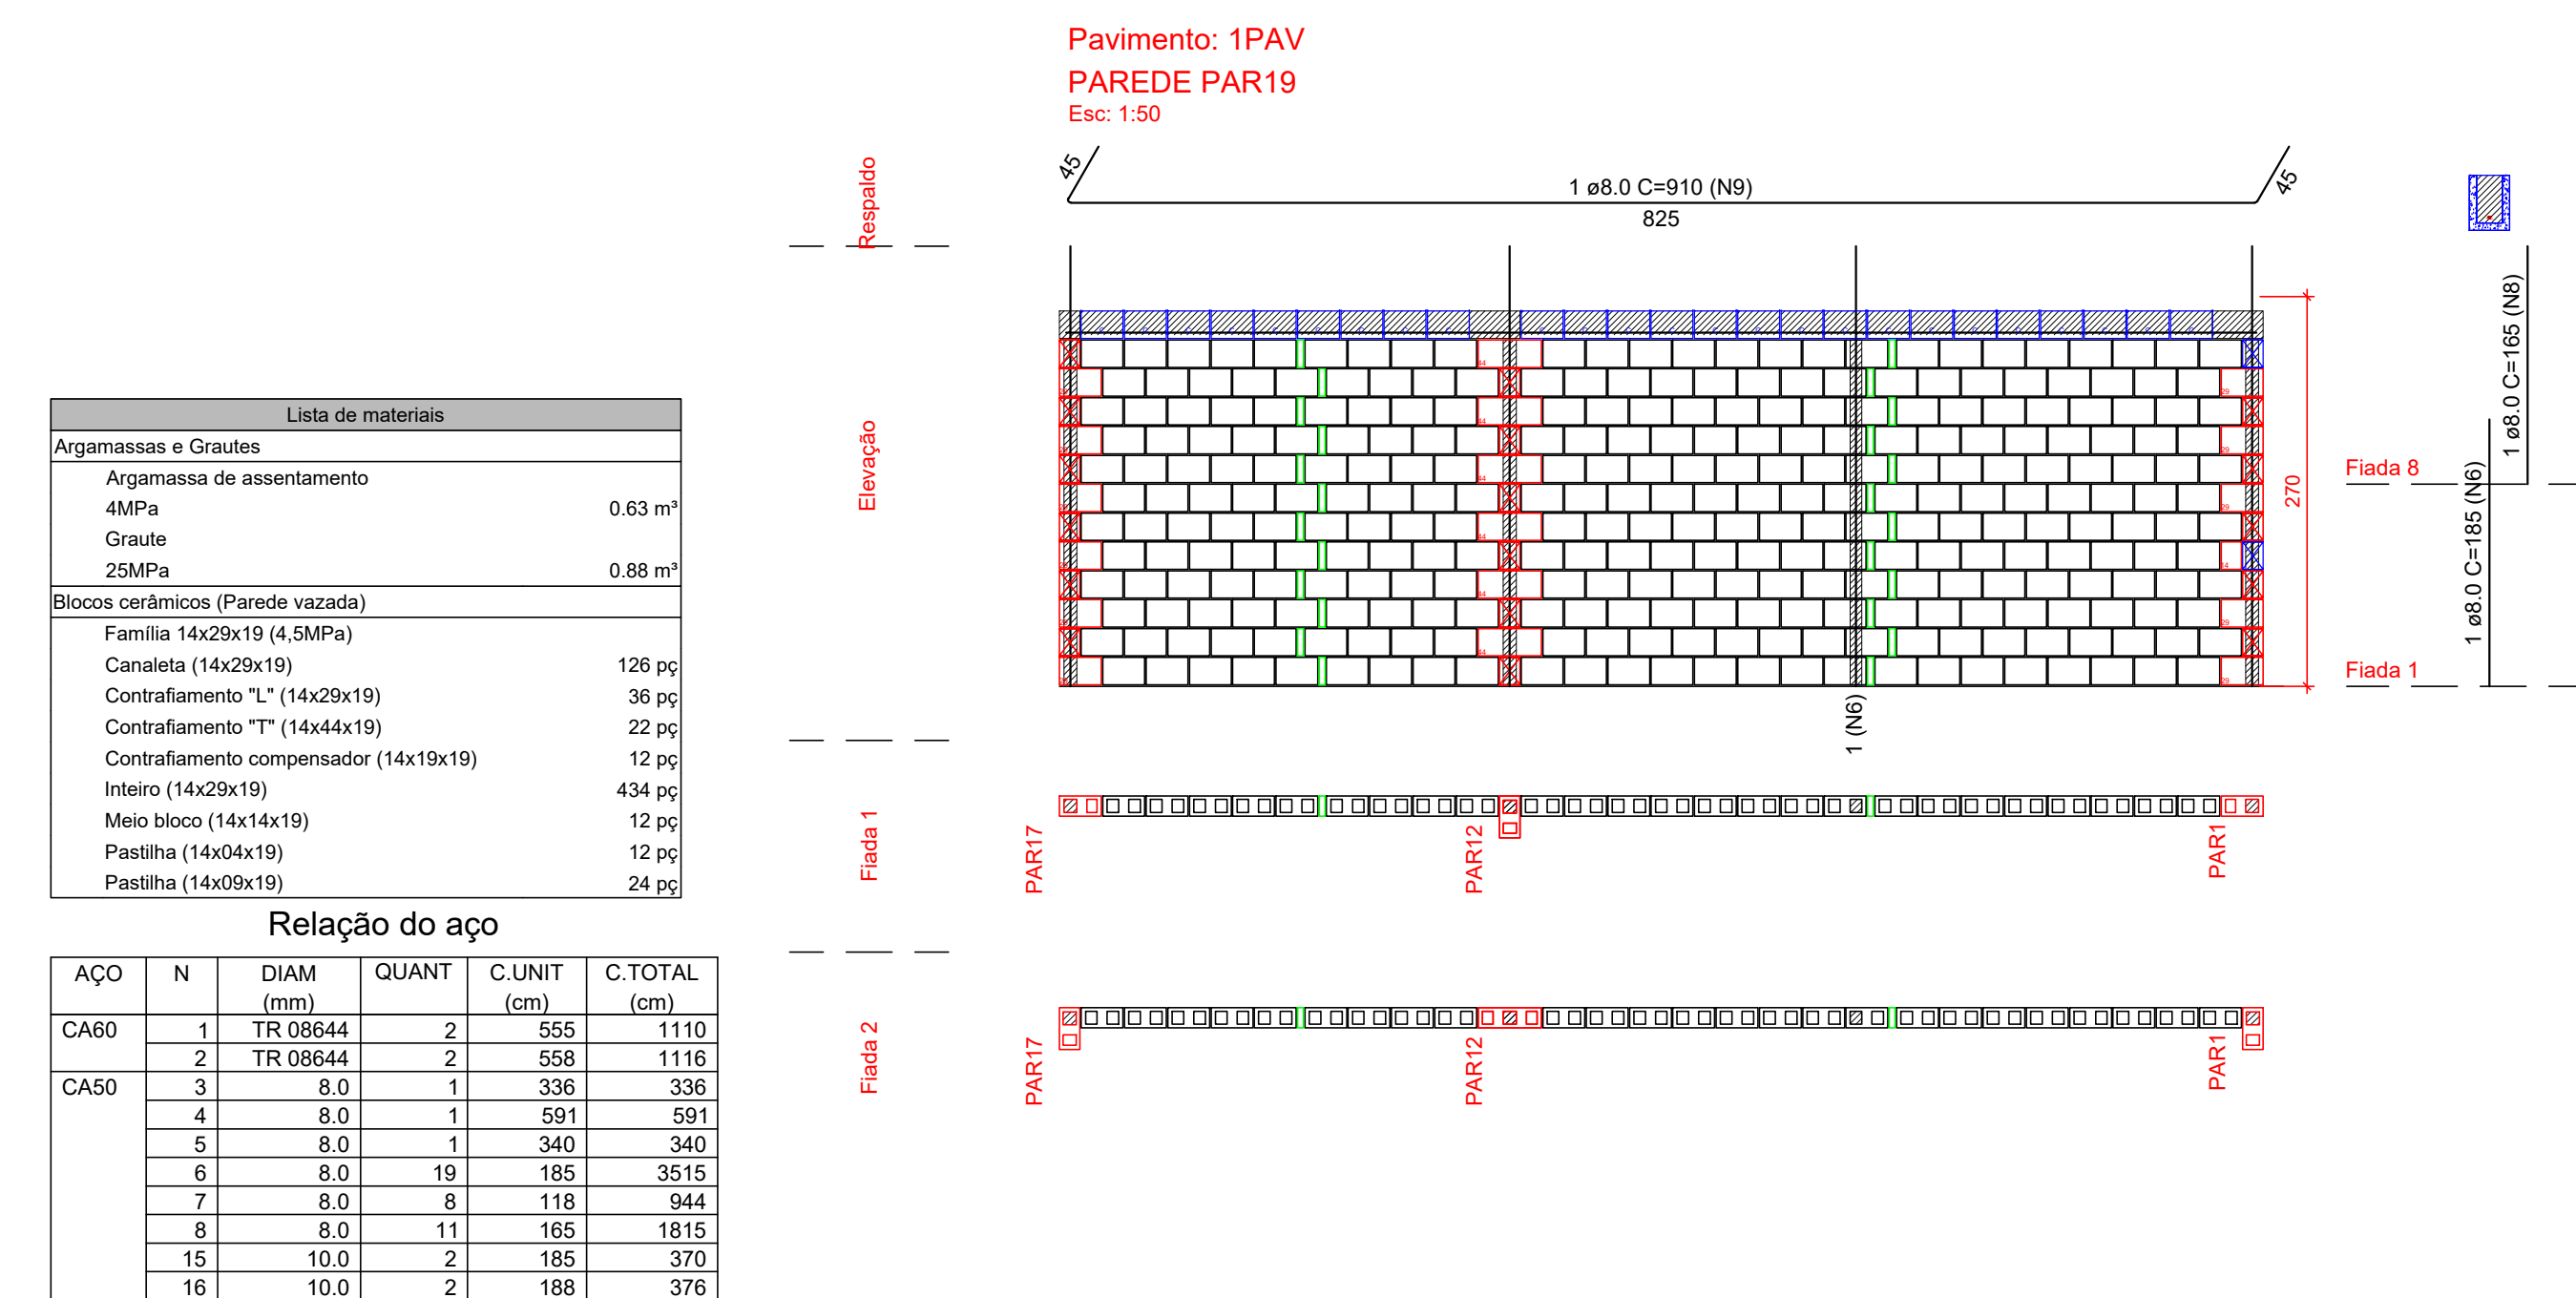 Pavimento: 1PAV
PAREDE PAR19
Esc: 1:50
Respaldo
45
1 ø8.0 C=910 (N9)
825
45
Elevação
270
1 (N6)
Fiada 8
Fiada 1
1 ø8.0 C=165 (N8)
1 ø8.0 C=185 (N6)
Fiada 1
PAR17
PAR12
PAR1
Fiada 2
PAR17
PAR12
PAR1
Lista de materiais
Argamassas e Grautes
Argamassa de assentamento
4MPa 0.63 m³
Graute
25MPa 0.88 m³
Blocos cerâmicos (Parede vazada)
Família 14x29x19 (4,5MPa)
Canaleta (14x29x19) 126 pç
Contrafiamento "L" (14x29x19) 36 pç
Contrafiamento "T" (14x44x19) 22 pç
Contrafiamento compensador (14x19x19) 12 pç
Inteiro (14x29x19) 434 pç
Meio bloco (14x14x19) 12 pç
Pastilha (14x04x19) 12 pç
Pastilha (14x09x19) 24 pç
Relação do aço
AÇO N DIAM QUANT C.UNIT C.TOTAL
(mm) (cm) (cm)
CA60 1 TR 08644 2 555 1110
2 TR 08644 2 558 1116
CA50 3 8.0 1 336 336
4 8.0 1 591 591
5 8.0 1 340 340
6 8.0 19 185 3515
7 8.0 8 118 944
8 8.0 11 165 1815
15 10.0 2 185 370
16 10.0 2 188 376